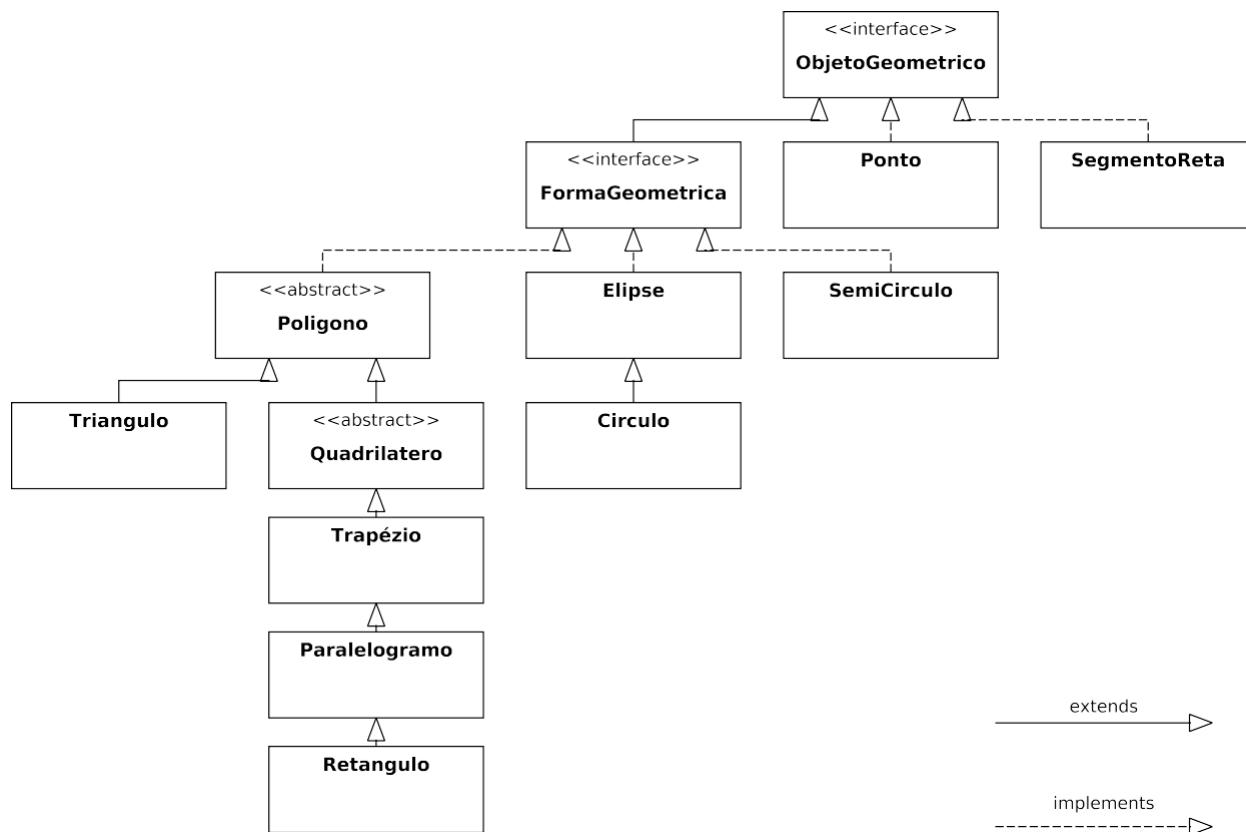 <<interface>>
ObjetoGeometrico
<<interface>>
FormaGeometrica
Ponto
SegmentoReta
<<abstract>>
Poligono
Elipse
SemiCirculo
Triangulo
<<abstract>>
Quadrilatero
Circulo
Trapézio
Paralelogramo
Retangulo
extends
implements